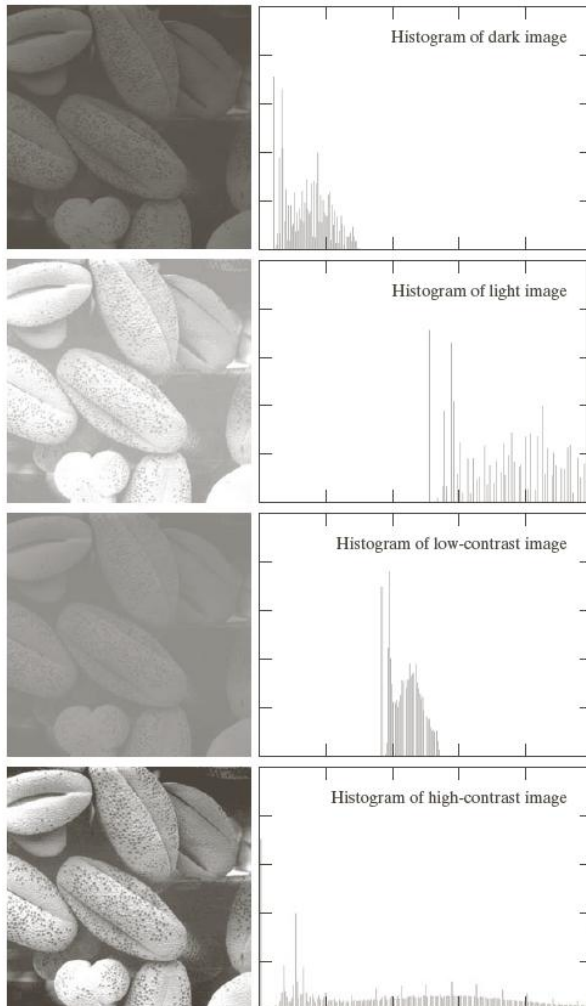 Histogram of dark image
Histogram of light image
Histogram of low-contrast image
Histogram of high-contrast image